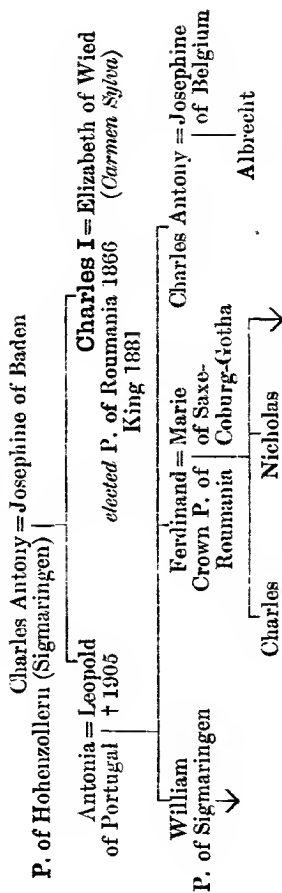 Charles Antony = Josephine of Baden
P. of Hohenzollern (Sigmaringen)
Antonia = Leopold
of Portugal † 1905
Charles I = Elizabeth of Wied
elected P. of Roumania 1866 (Carmen Sylva)
King 1881
William
P. of Sigmaringen
Ferdinand = Marie
Crown P. of of Saxe-
Roumania Coburg-Gotha
Charles Antony = Josephine
of Belgium
Charles
Nicholas
Albrecht